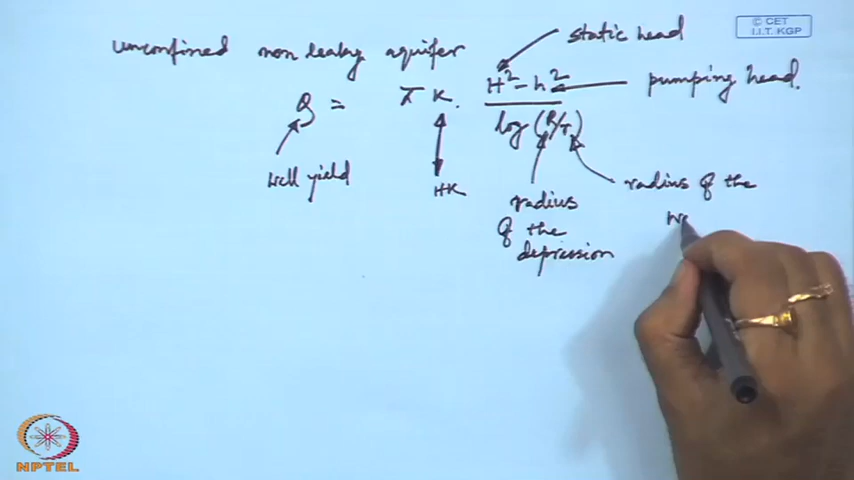 © CET
I.I.T. KGP
static head
unconfined non leaky aquifer
Q = π K. H² - h² / log (R/r)
pumping head.
well yield
HK
radius
of the
depression
radius of the
we
NPTEL